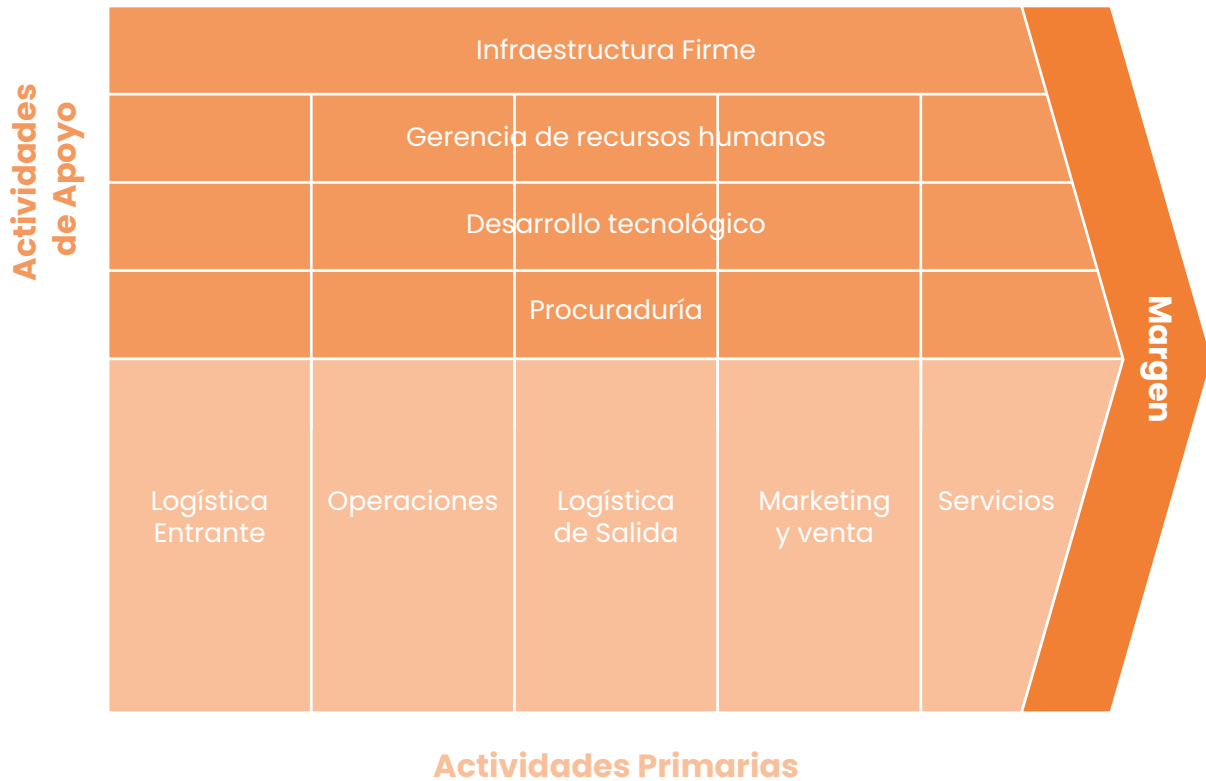 Actividades
de Apoyo
Infraestructura Firme
Gerencia de recursos humanos
Desarrollo tecnológico
Procuraduría
Margen
Logística
Entrante
Operaciones
Logística
de Salida
Marketing
y venta
Servicios
Actividades Primarias